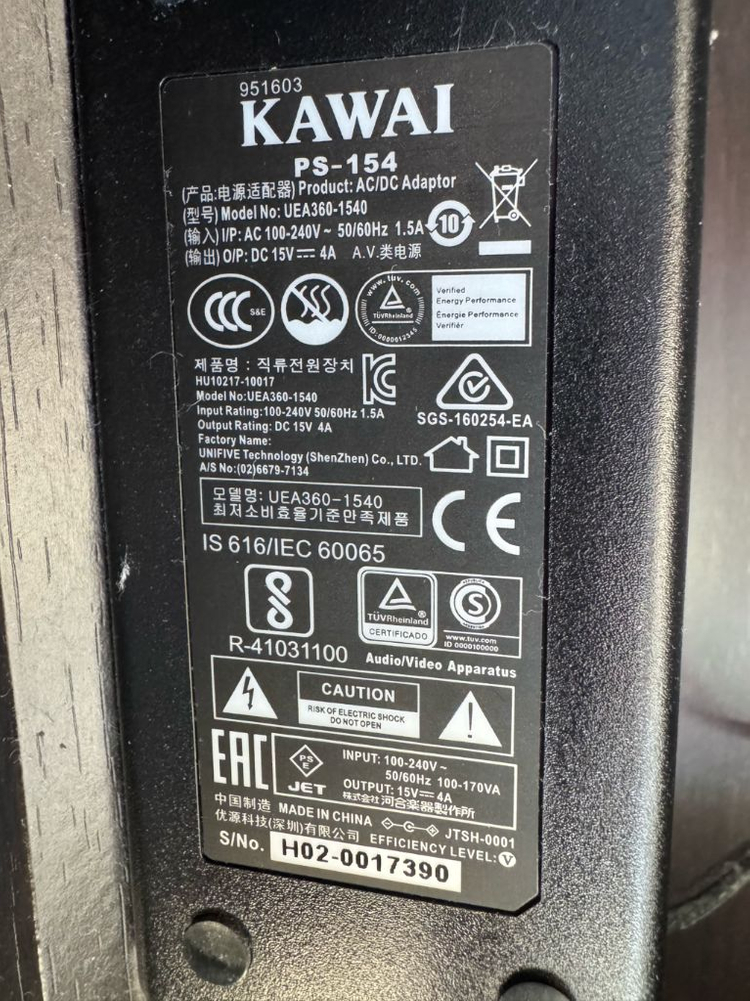 951603
KAWAI
PS-154
(产品:电源适配器) Product: AC/DC Adaptor
(型号) Model No: UEA360-1540
(输入) I/P: AC 100-240V ~ 50/60Hz 1.5A
(输出) O/P: DC 15V ⎓ 4A A.V.类电源
10
CCC S&E
www.tuv.com
TÜVRheinland
ID:0000012345
Verified
Energy Performance
Énergie Performance
Verifiér
제품명 : 직류전원장치
HU10217-10017
Model No:UEA360-1540
Input Rating:100-240V 50/60Hz 1.5A
Output Rating: DC 15V 4A
Factory Name:
UNIFIVE Technology (ShenZhen) Co., LTD.
A/S No:(02)6679-7134
SGS-160254-EA
모델명: UEA360-1540
최저소비효율기준만족제품
CE
IS 616/IEC 60065
R-41031100
TÜVRheinland
CERTIFICADO
S
www.tuv.com
ID 0000100000
Audio/Video Apparatus
CAUTION
RISK OF ELECTRIC SHOCK
DO NOT OPEN
EAC
PS
E
JET
INPUT: 100-240V ~
50/60Hz 100-170VA
OUTPUT: 15V ⎓ 4A
株式会社 河合楽器製作所
中国制造 MADE IN CHINA JTSH-0001
优源科技(深圳)有限公司 EFFICIENCY LEVEL: V
S/No. H02-0017390